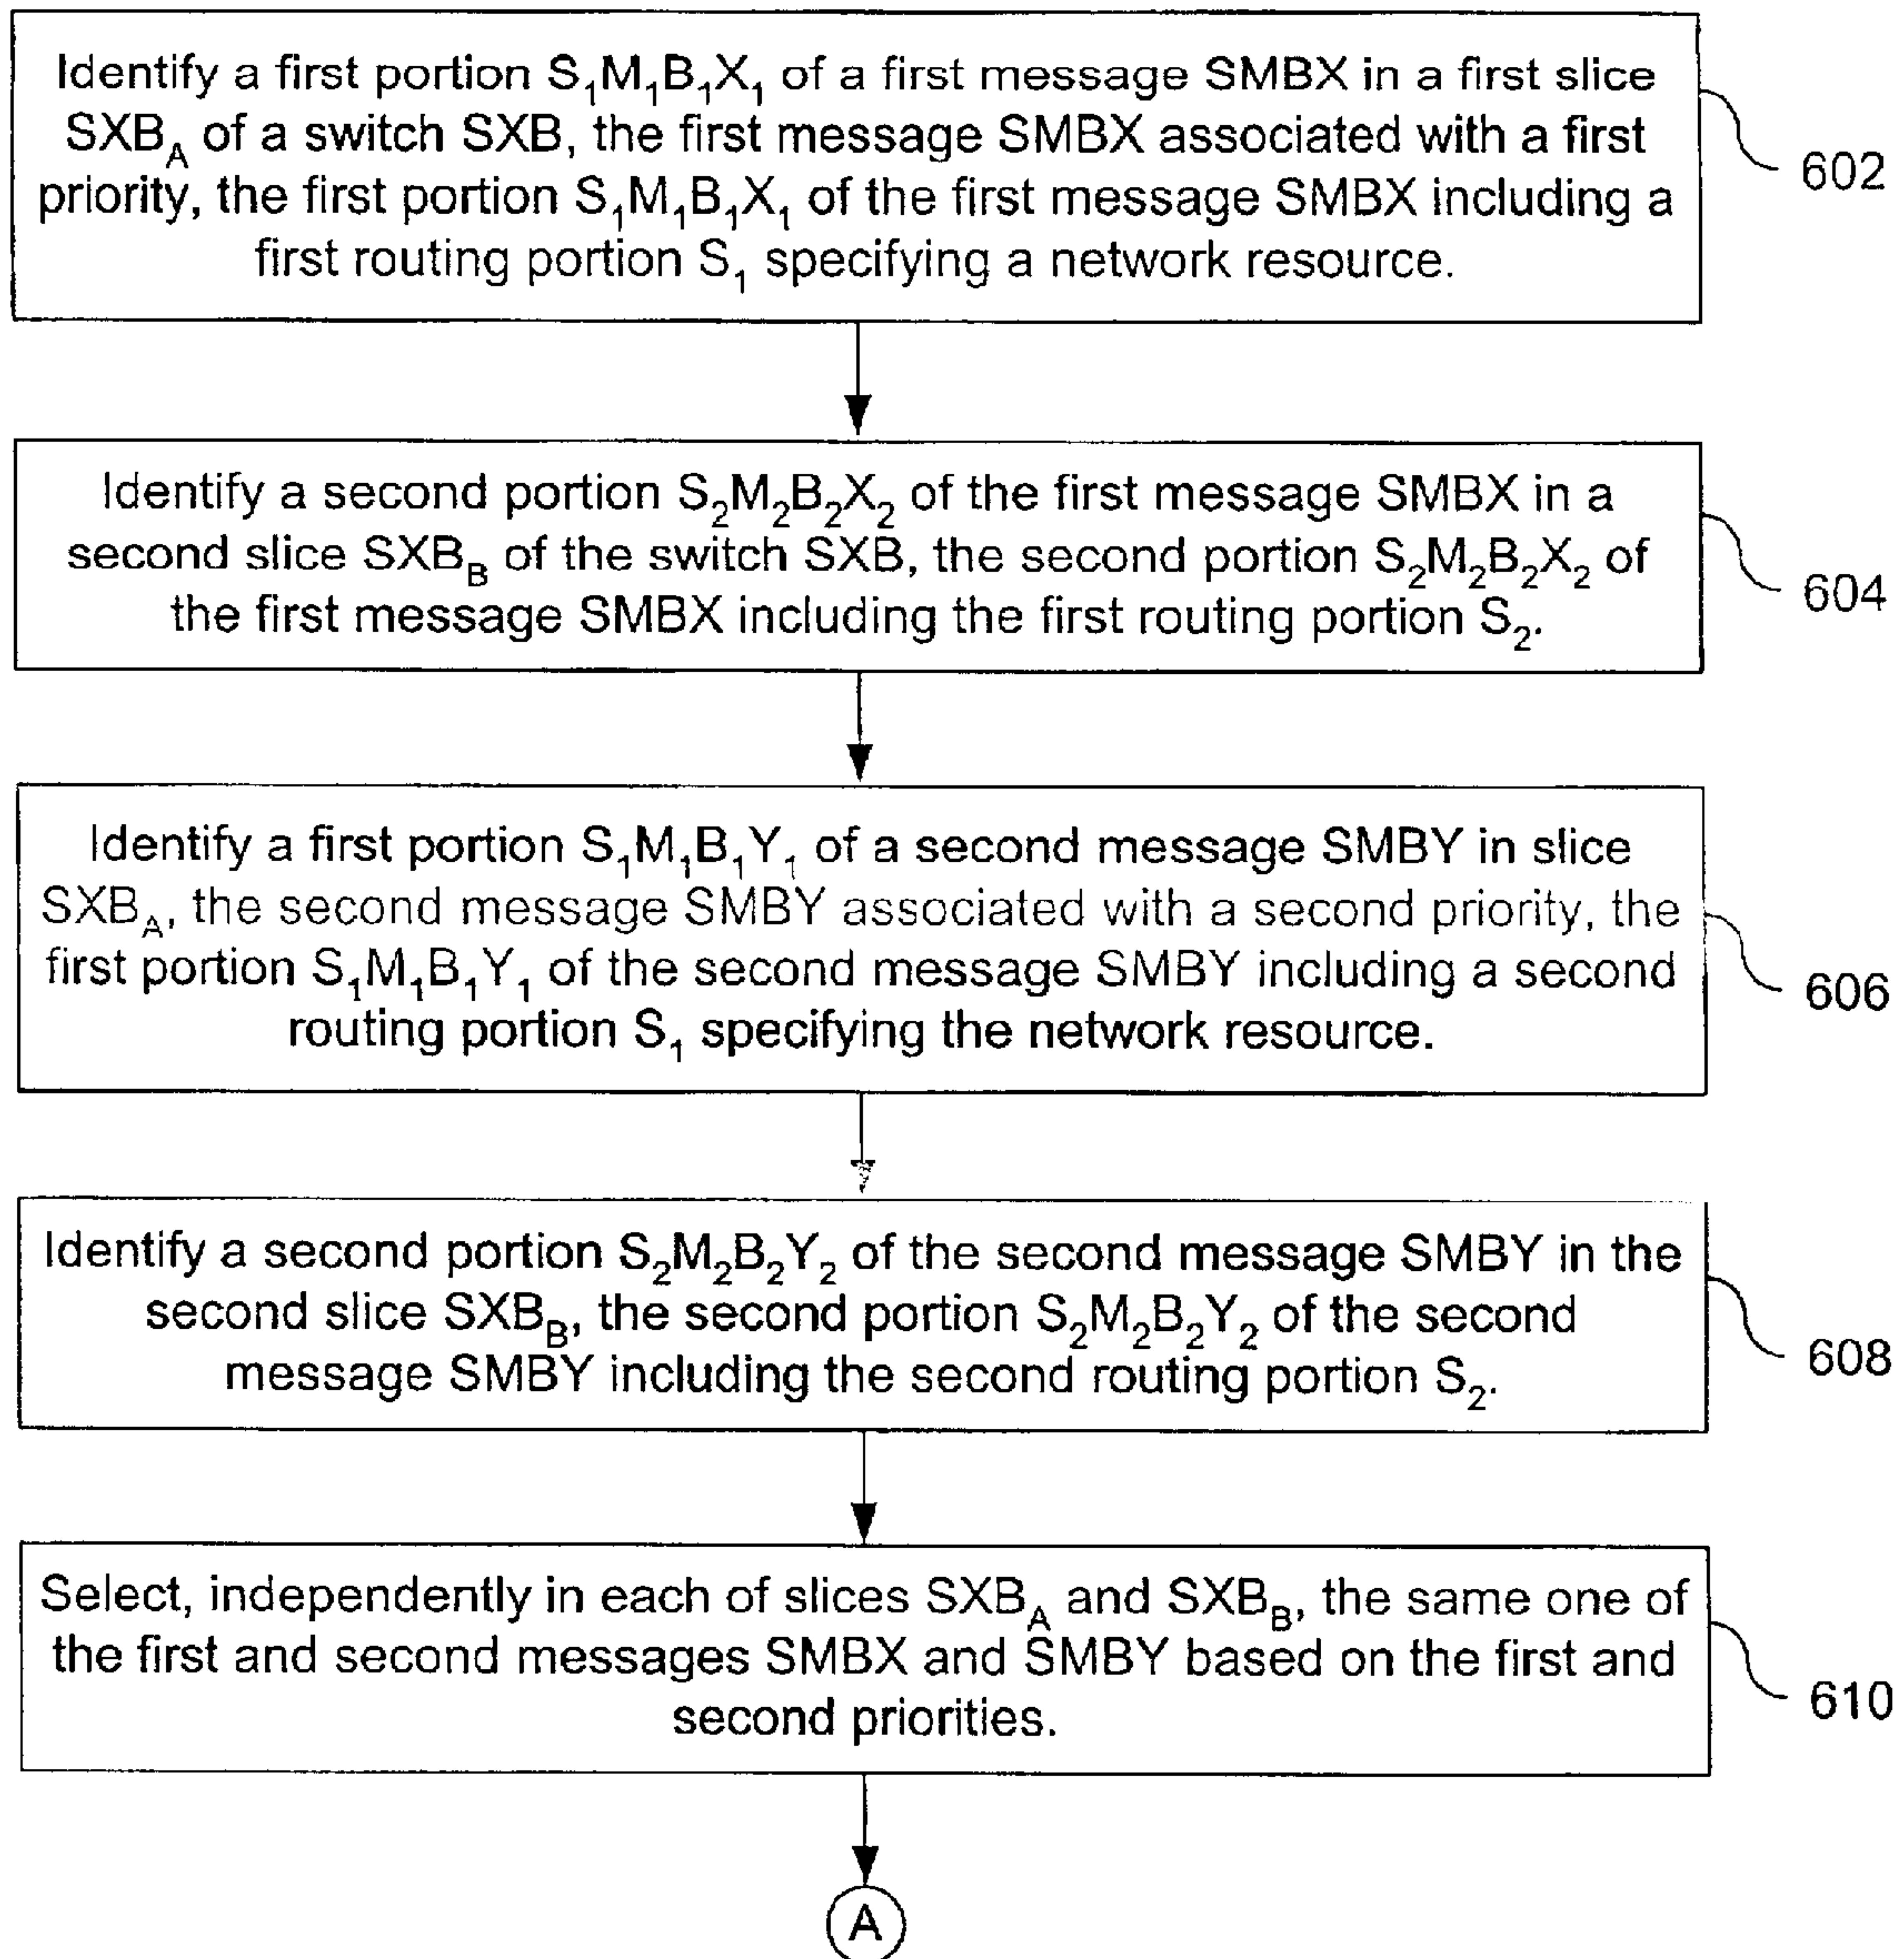 Identify a first portion S₁M₁B₁X₁ of a first message SMBX in a first slice
SXB_A of a switch SXB, the first message SMBX associated with a first
priority, the first portion S₁M₁B₁X₁ of the first message SMBX including a
first routing portion S₁ specifying a network resource.
602
Identify a second portion S₂M₂B₂X₂ of the first message SMBX in a
second slice SXB_B of the switch SXB, the second portion S₂M₂B₂X₂ of
the first message SMBX including the first routing portion S₂.
604
Identify a first portion S₁M₁B₁Y₁ of a second message SMBY in slice
SXB_A, the second message SMBY associated with a second priority, the
first portion S₁M₁B₁Y₁ of the second message SMBY including a second
routing portion S₁ specifying the network resource.
606
Identify a second portion S₂M₂B₂Y₂ of the second message SMBY in the
second slice SXB_B, the second portion S₂M₂B₂Y₂ of the second
message SMBY including the second routing portion S₂.
608
Select, independently in each of slices SXB_A and SXB_B, the same one of
the first and second messages SMBX and SMBY based on the first and
second priorities.
610
A